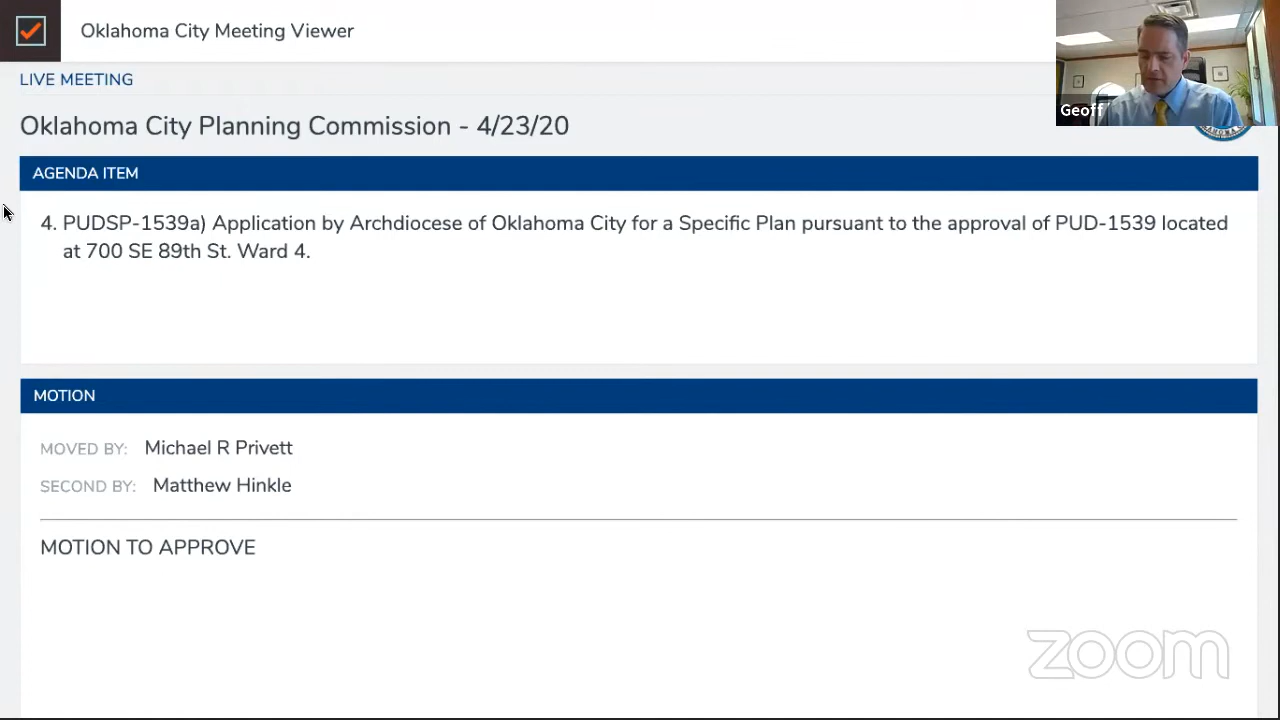 Oklahoma City Meeting Viewer
LIVE MEETING
Geoff
Oklahoma City Planning Commission - 4/23/20
AGENDA ITEM
4. PUDSP-1539a) Application by Archdiocese of Oklahoma City for a Specific Plan pursuant to the approval of PUD-1539 located
at 700 SE 89th St. Ward 4.
MOTION
MOVED BY: Michael R Privett
SECOND BY: Matthew Hinkle
MOTION TO APPROVE
zoom